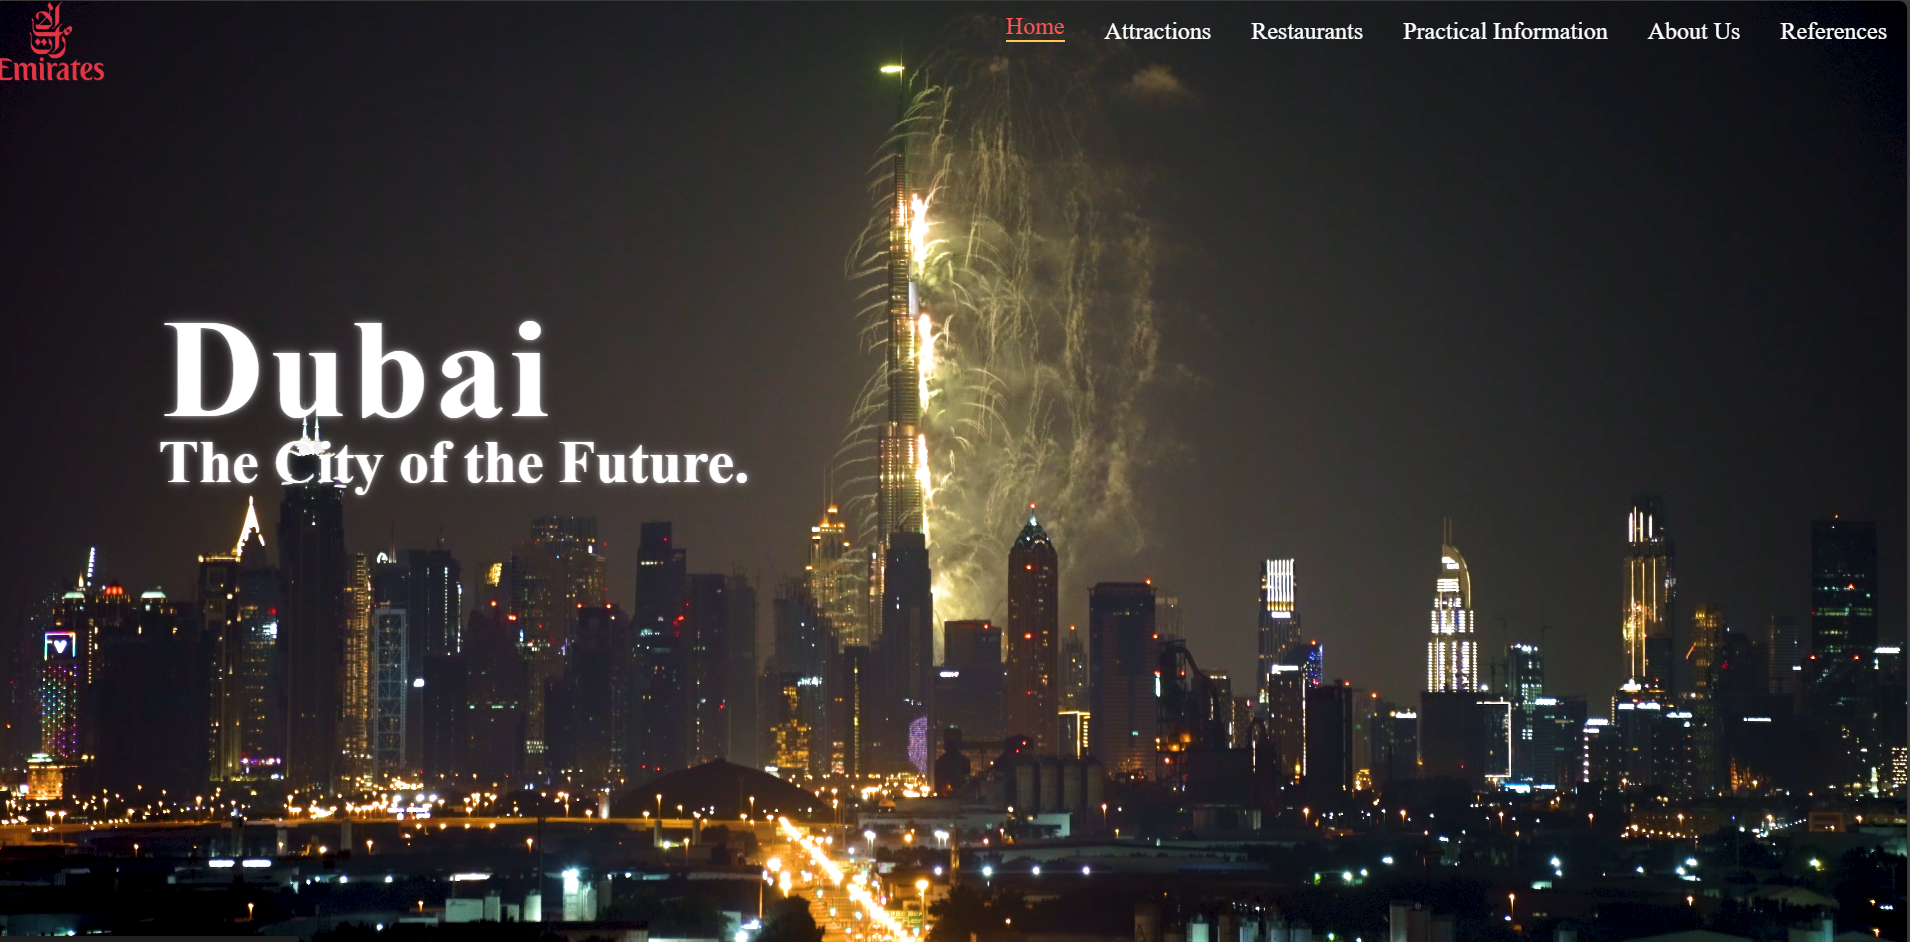 Emirates
Home Attractions Restaurants Practical Information About Us References
Dubai
The City of the Future.